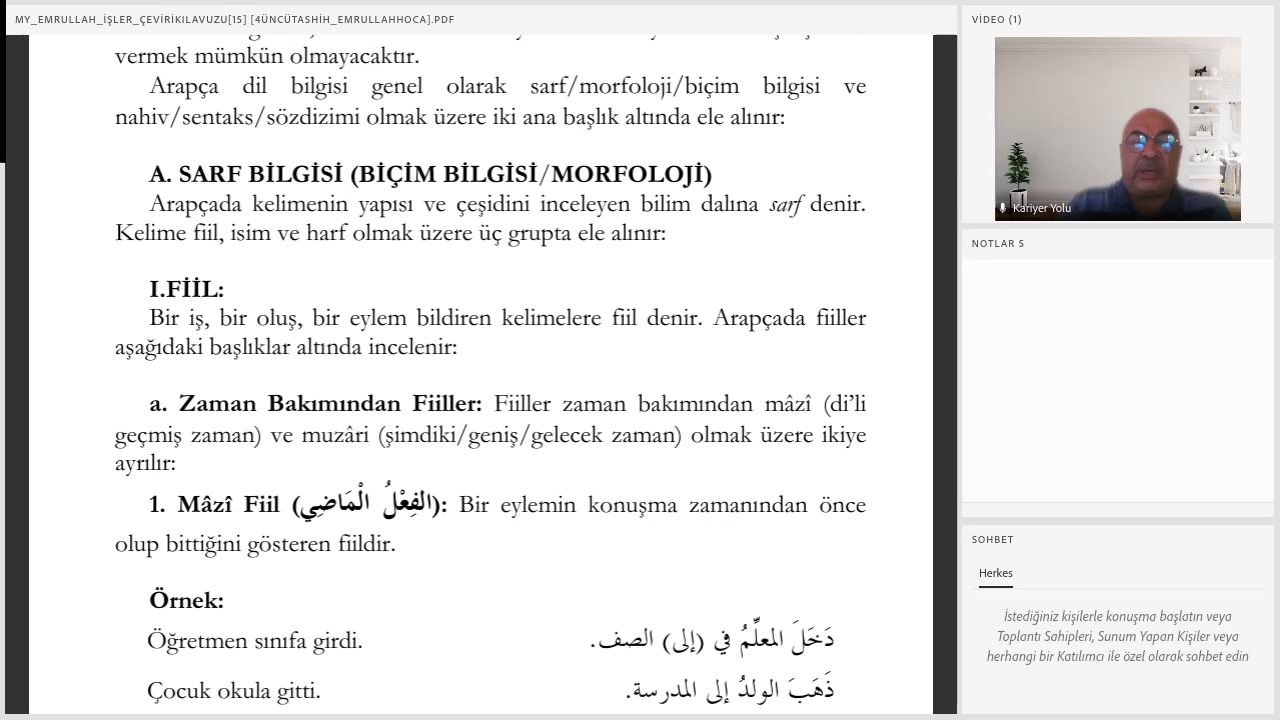 MY_EMRULLAH_İŞLER_ÇEVİRİKILAVUZU[15] [4ÜNCÜTASHİH_EMRULLAHHOCA].PDF
vermek mümkün olmayacaktır.
Arapça dil bilgisi genel olarak sarf/morfoloji/biçim bilgisi ve
nahiv/sentaks/sözdizimi olmak üzere iki ana başlık altında ele alınır:
A. SARF BİLGİSİ (BİÇİM BİLGİSİ/MORFOLOJİ)
Arapçada kelimenin yapısı ve çeşidini inceleyen bilim dalına sarf denir.
Kelime fiil, isim ve harf olmak üzere üç grupta ele alınır:
I.FİİL:
Bir iş, bir oluş, bir eylem bildiren kelimelere fiil denir. Arapçada fiiller
aşağıdaki başlıklar altında incelenir:
a. Zaman Bakımından Fiiller: Fiiller zaman bakımından mâzî (di’li
geçmiş zaman) ve muzâri (şimdiki/geniş/gelecek zaman) olmak üzere ikiye
ayrılır:
1. Mâzî Fiil (الفِعْلُ الْمَاضِي): Bir eylemin konuşma zamanından önce
olup bittiğini gösteren fiildir.
Örnek:
Öğretmen sınıfa girdi. دَخَلَ المعلِّمُ في (إلى) الصف.
Çocuk okula gitti. ذَهَبَ الولدُ إلى المدرسة.
VİDEO (1)
Kariyer Yolu
NOTLAR 5
SOHBET
Herkes
İstediğiniz kişilerle konuşma başlatın veya
Toplantı Sahipleri, Sunum Yapan Kişiler veya
herhangi bir Katılımcı ile özel olarak sohbet edin